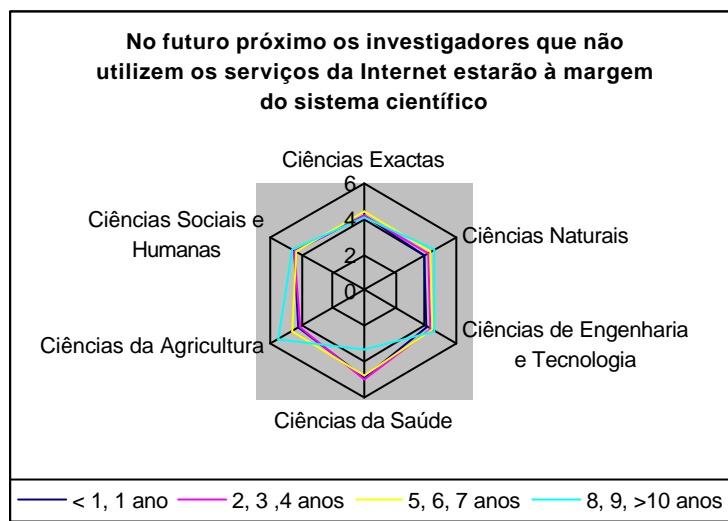 No futuro próximo os investigadores que não
utilizem os serviços da Internet estarão à margem
do sistema científico
Ciências Exactas
6
4
2
0
Ciências Sociais e
Humanas
Ciências Naturais
Ciências da Agricultura
Ciências de Engenharia
e Tecnologia
Ciências da Saúde
< 1, 1 ano
2, 3 ,4 anos
5, 6, 7 anos
8, 9, >10 anos